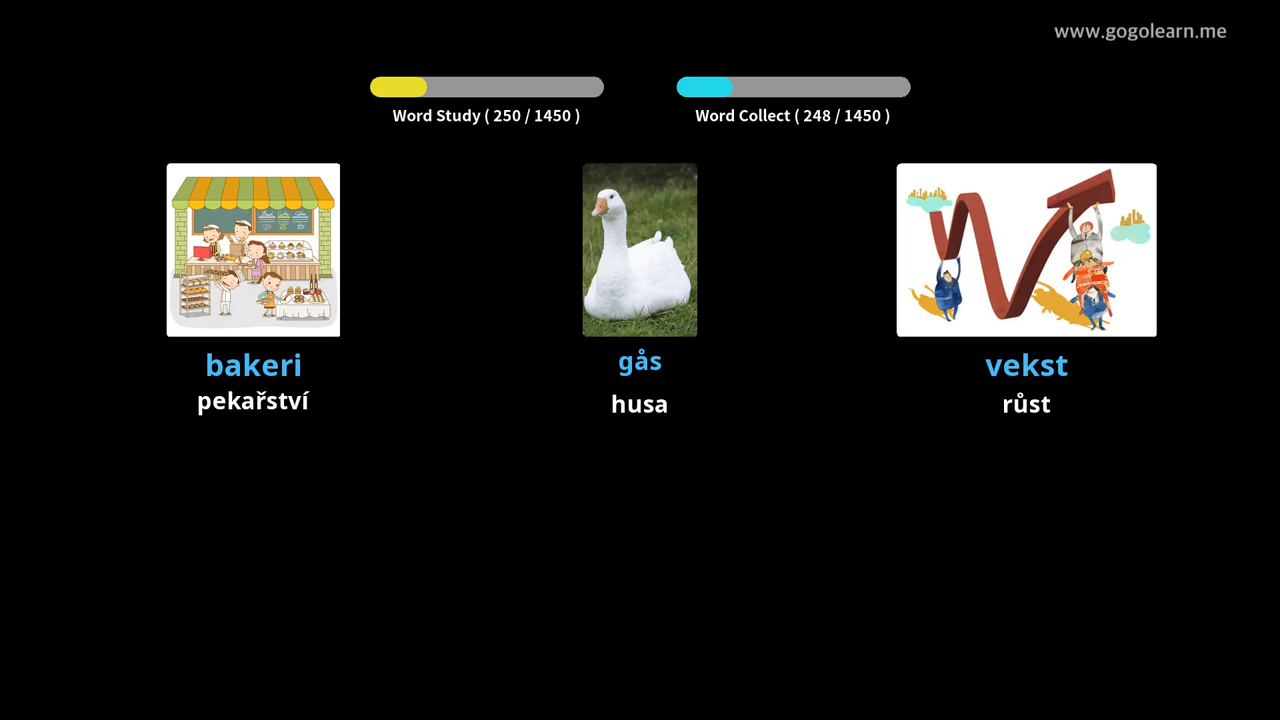 www.gogolearn.me
Word Study ( 250 / 1450 )
Word Collect ( 248 / 1450 )
bakeri
pekařství
gås
husa
vekst
růst